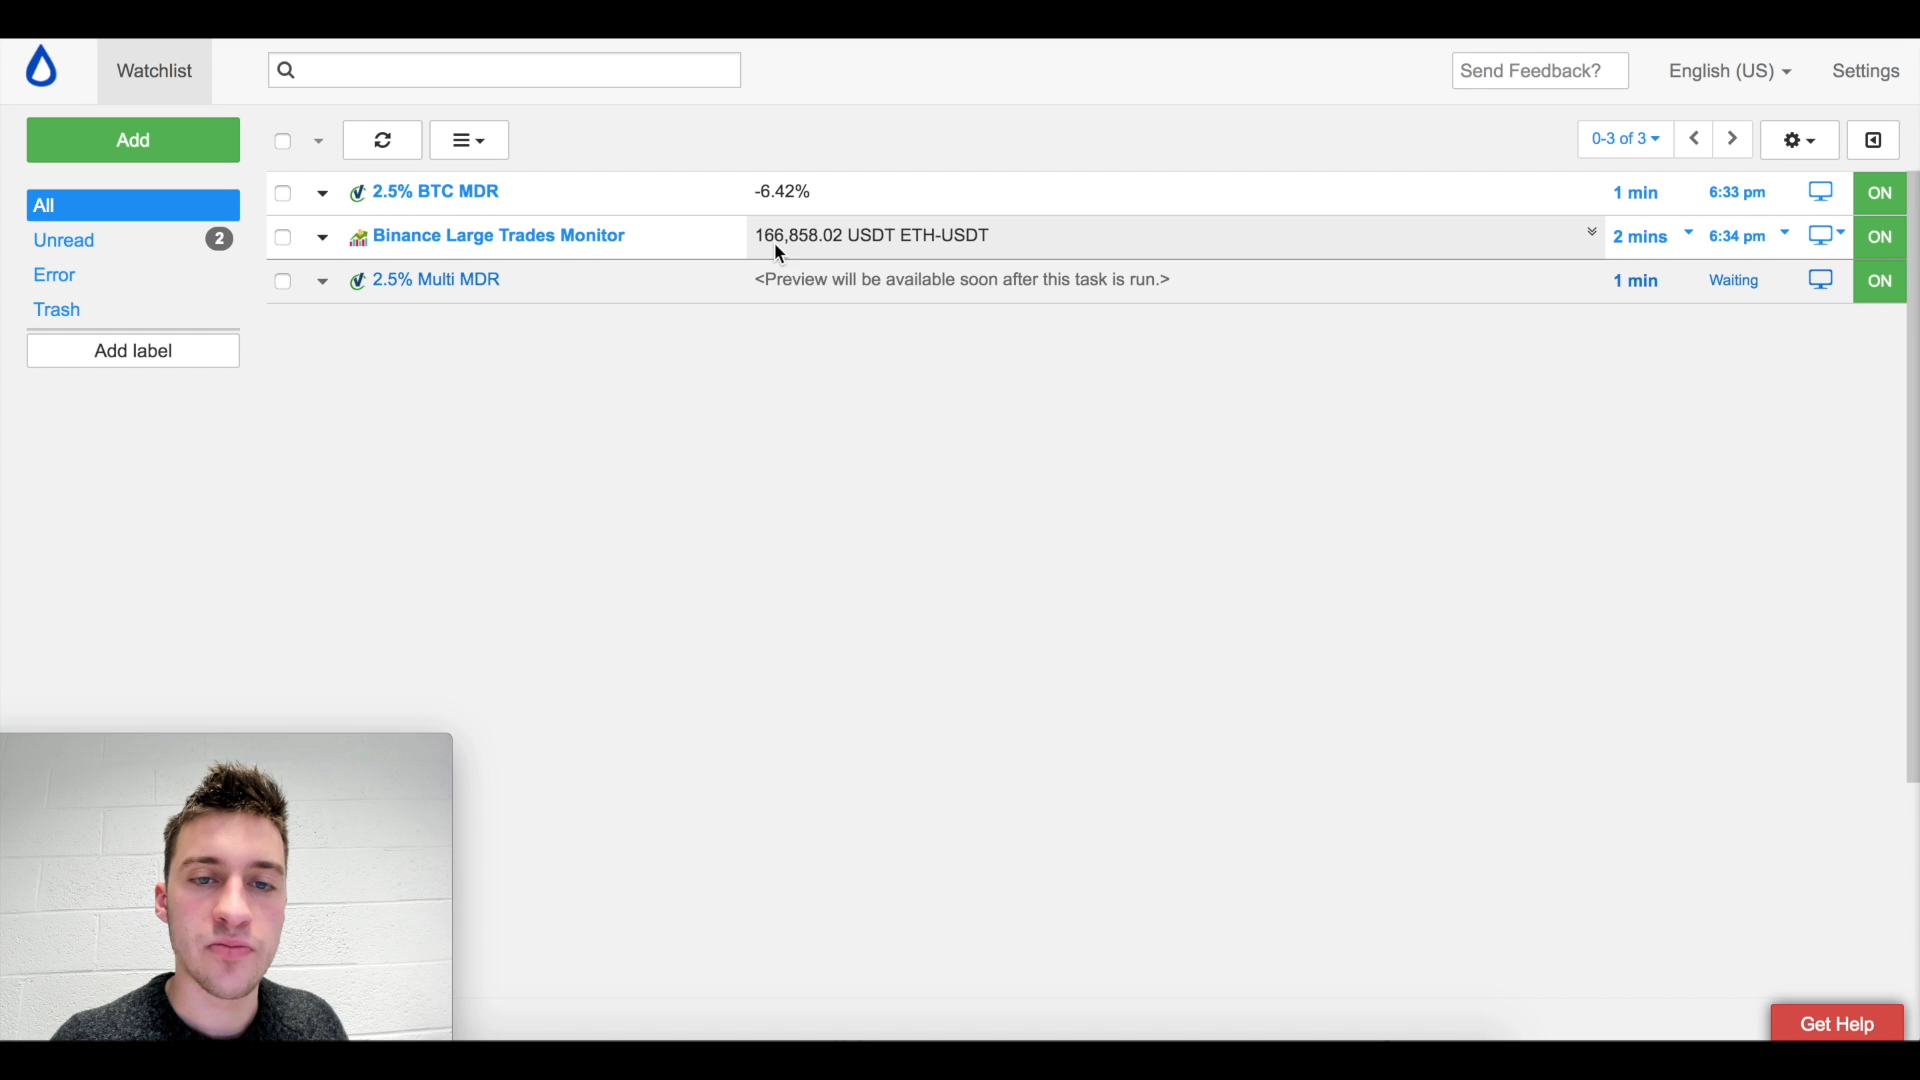 Watchlist
Send Feedback?
English (US)
Settings
Add
0-3 of 3
All
2.5% BTC MDR -6.42% 1 min 6:33 pm ON
Unread 2
Binance Large Trades Monitor 166,858.02 USDT ETH-USDT 2 mins 6:34 pm ON
Error
2.5% Multi MDR <Preview will be available soon after this task is run.> 1 min Waiting ON
Trash
Add label
Get Help